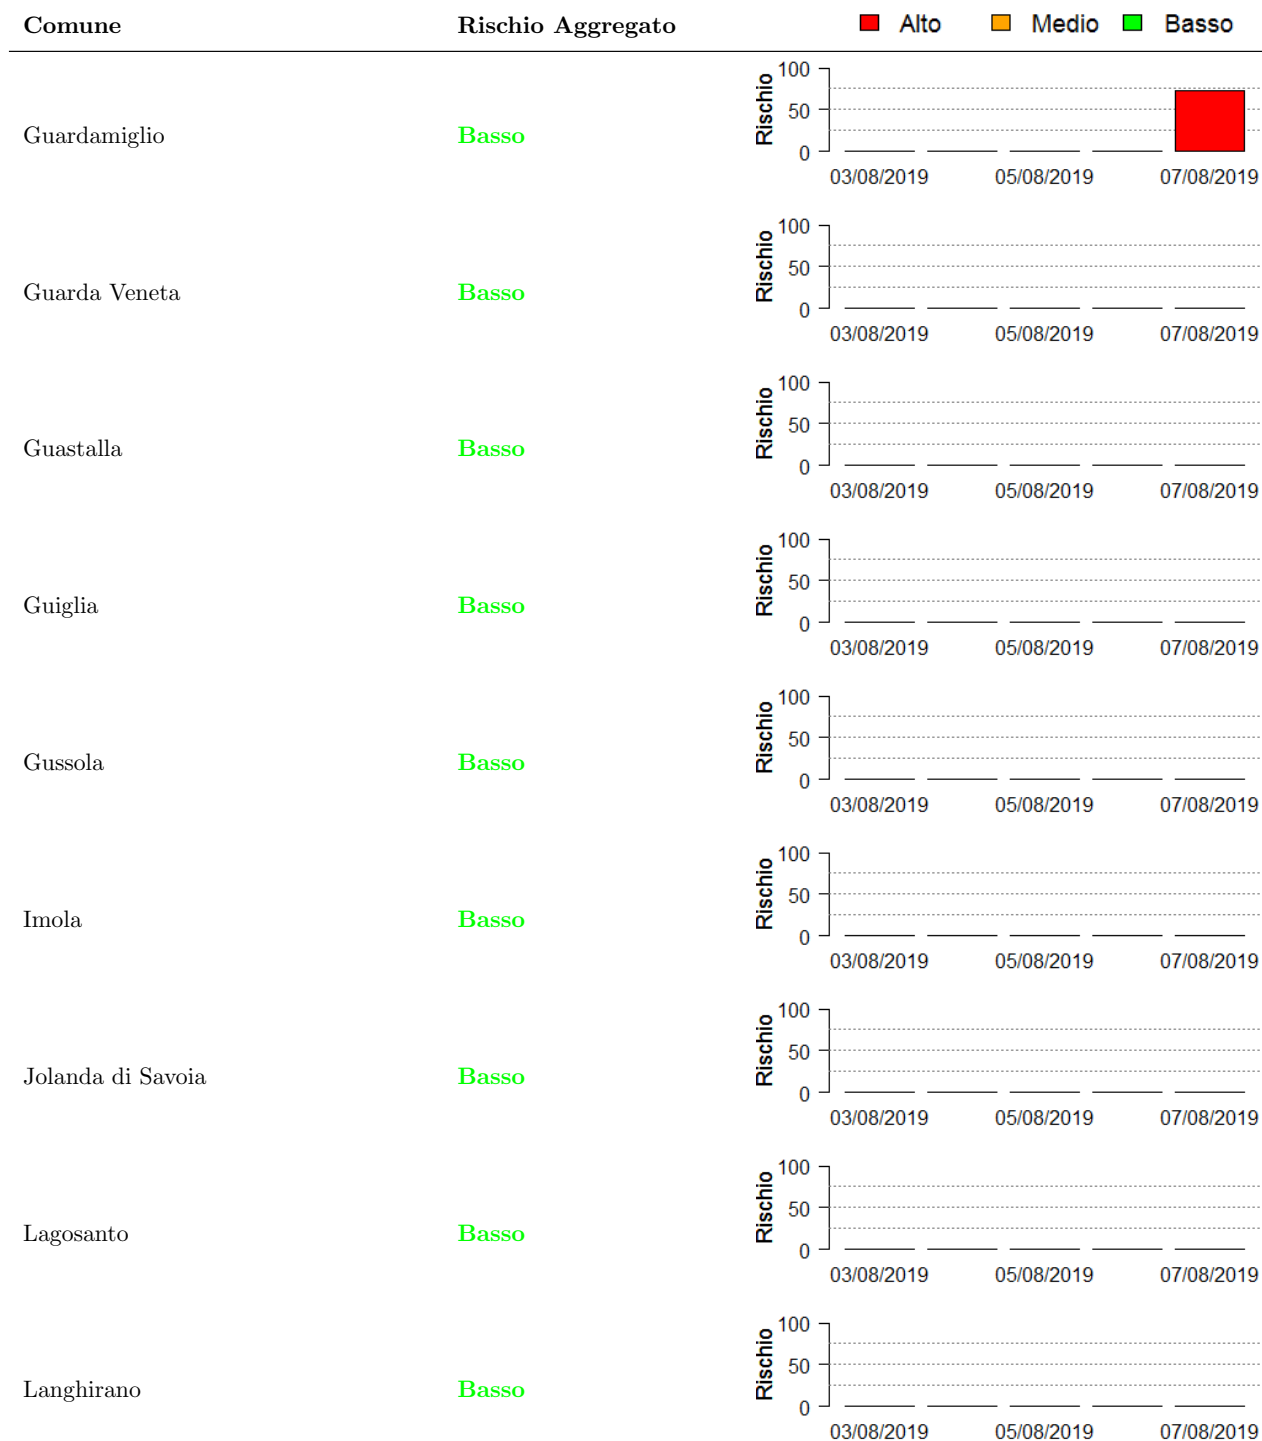 Comune Rischio Aggregato Alto Medio Basso
100
50
0
Rischio
Guardamiglio Basso
03/08/2019 05/08/2019 07/08/2019
100
50
0
Rischio
Guarda Veneta Basso
03/08/2019 05/08/2019 07/08/2019
100
50
0
Rischio
Guastalla Basso
03/08/2019 05/08/2019 07/08/2019
100
50
0
Rischio
Guiglia Basso
03/08/2019 05/08/2019 07/08/2019
100
50
0
Rischio
Gussola Basso
03/08/2019 05/08/2019 07/08/2019
100
50
0
Rischio
Imola Basso
03/08/2019 05/08/2019 07/08/2019
100
50
0
Rischio
Jolanda di Savoia Basso
03/08/2019 05/08/2019 07/08/2019
100
50
0
Rischio
Lagosanto Basso
03/08/2019 05/08/2019 07/08/2019
100
50
0
Rischio
Langhirano Basso
03/08/2019 05/08/2019 07/08/2019